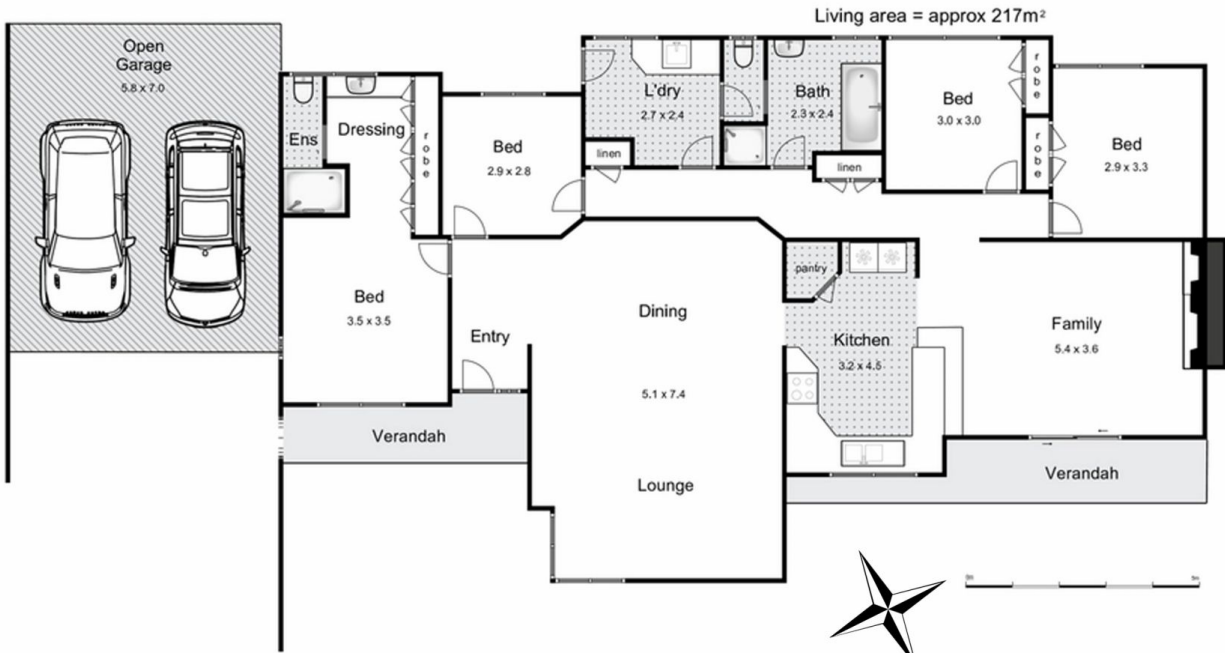 Living area = approx 217m²
Open
Garage
5.8 x 7.0
Ens
Dressing
robe
Bed
2.9 x 2.8
L'dry
2.7 x 2.4
linen
Bath
2.3 x 2.4
linen
Bed
3.0 x 3.0
robe
robe
Bed
2.9 x 3.3
Bed
3.5 x 3.5
Entry
Dining
5.1 x 7.4
Lounge
pantry
Kitchen
3.2 x 4.5
Family
5.4 x 3.6
Verandah
Verandah
0m
5m